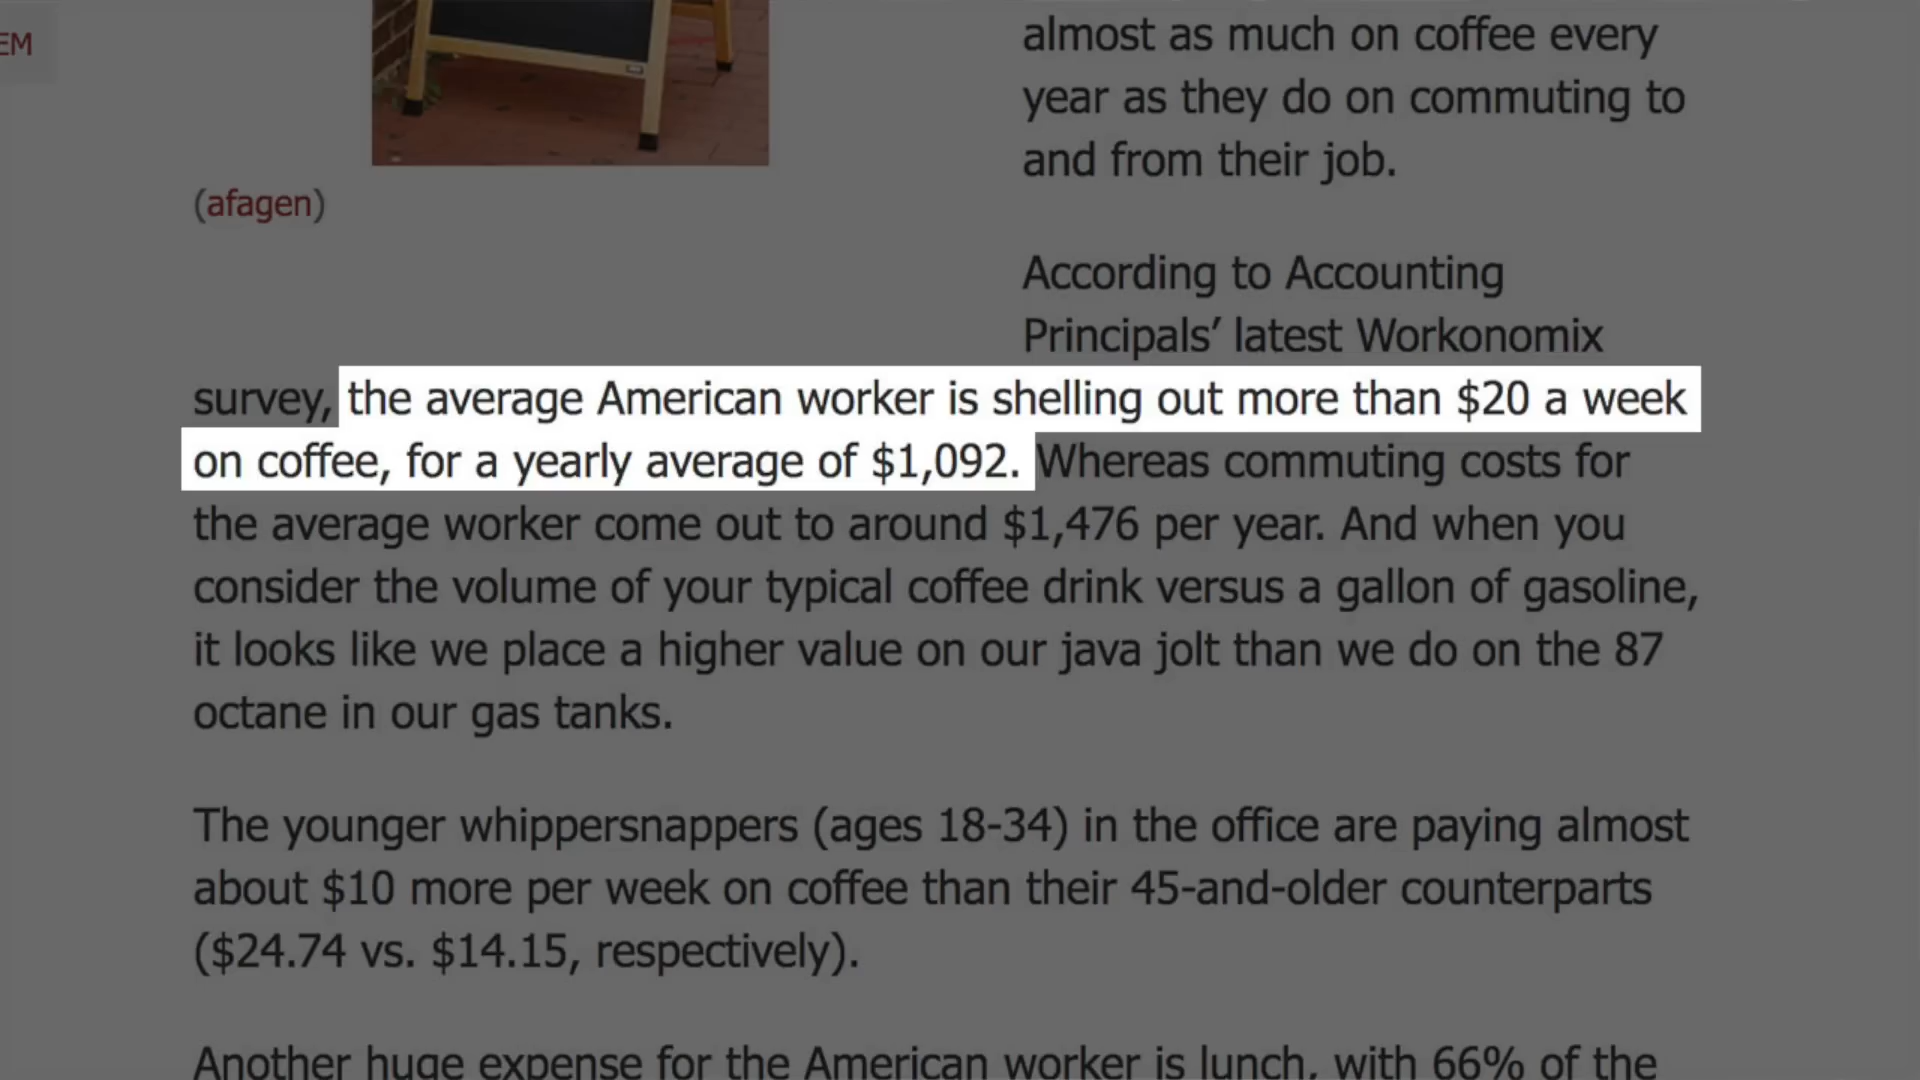 EM
almost as much on coffee every
year as they do on commuting to
and from their job.
(afagen)
According to Accounting
Principals’ latest Workonomix
survey, the average American worker is shelling out more than $20 a week
on coffee, for a yearly average of $1,092. Whereas commuting costs for
the average worker come out to around $1,476 per year. And when you
consider the volume of your typical coffee drink versus a gallon of gasoline,
it looks like we place a higher value on our java jolt than we do on the 87
octane in our gas tanks.
The younger whippersnappers (ages 18-34) in the office are paying almost
about $10 more per week on coffee than their 45-and-older counterparts
($24.74 vs. $14.15, respectively).
Another huge expense for the American worker is lunch, with 66% of the